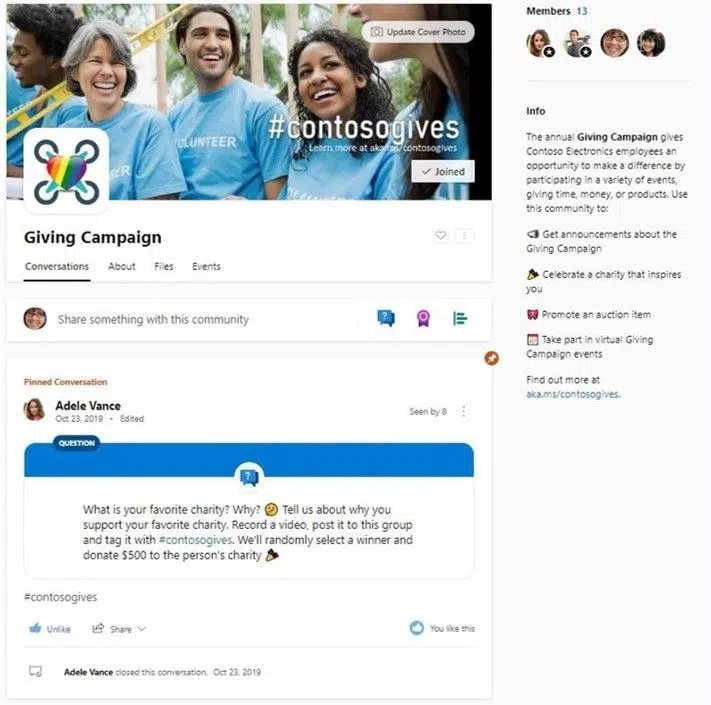 Update Cover Photo
VOLUNTEER
#contosogives
Learn more at aka.ms/contosogives
Joined
Giving Campaign
Conversations About Files Events
Share something with this community
Pinned Conversation
Adele Vance
Oct 23, 2019 • Edited
Seen by 8
QUESTION
What is your favorite charity? Why? 🤔 Tell us about why you
support your favorite charity. Record a video, post it to this group
and tag it with #contosogives. We'll randomly select a winner and
donate $500 to the person's charity 🎉
#contosogives
Unlike Share
You like this
Adele Vance closed this conversation. Oct 23, 2019
Members 13
Info
The annual Giving Campaign gives
Contoso Electronics employees an
opportunity to make a difference by
participating in a variety of events,
giving time, money, or products. Use
this community to:
📢 Get announcements about the
Giving Campaign
🎉 Celebrate a charity that inspires
you
🎁 Promote an auction item
📅 Take part in virtual Giving
Campaign events
Find out more at
aka.ms/contosogives.